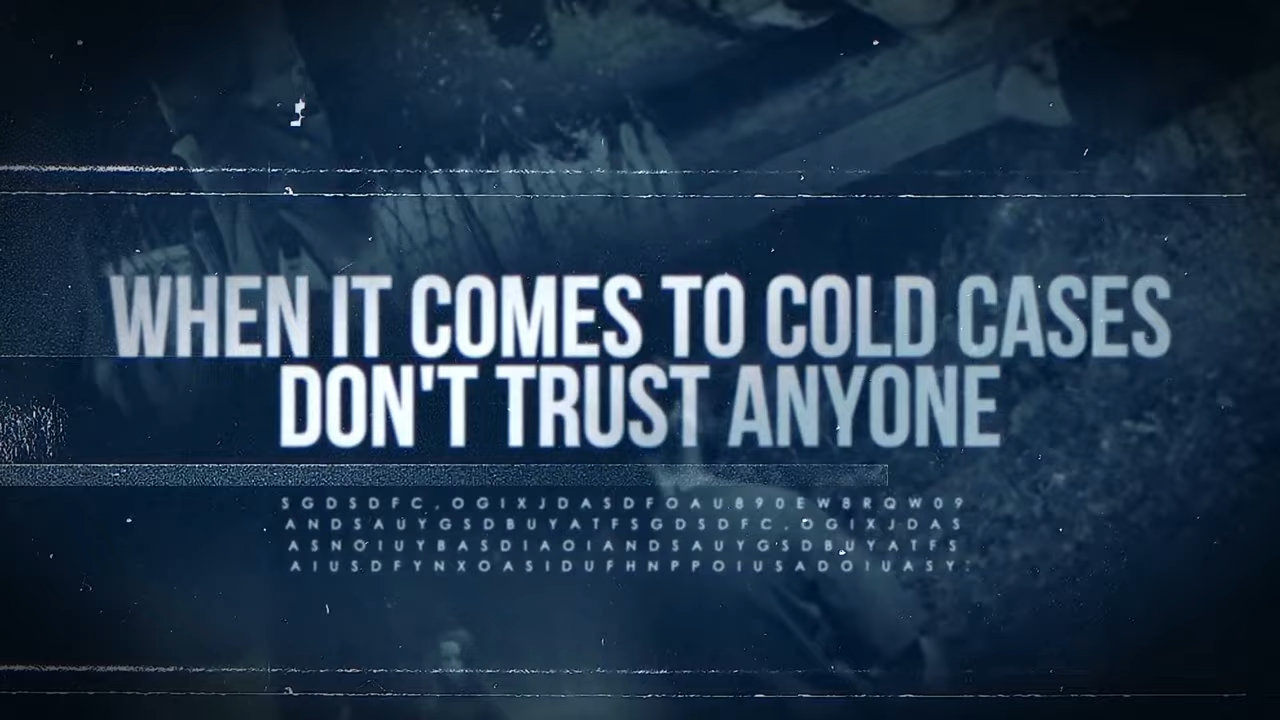 WHEN IT COMES TO COLD CASES
DON'T TRUST ANYONE
SGDSDFC,OGIXJDASDFOAU890EW8RQW09
ANDSAUYGSDBUYATFSGDSDFC,OGIXJDAS
ASNOIUYBASDIAOIANDSAUYGSDBUYATFS
AIUSDFYNXOASIDUFHNPPOIUSADOIUASY: